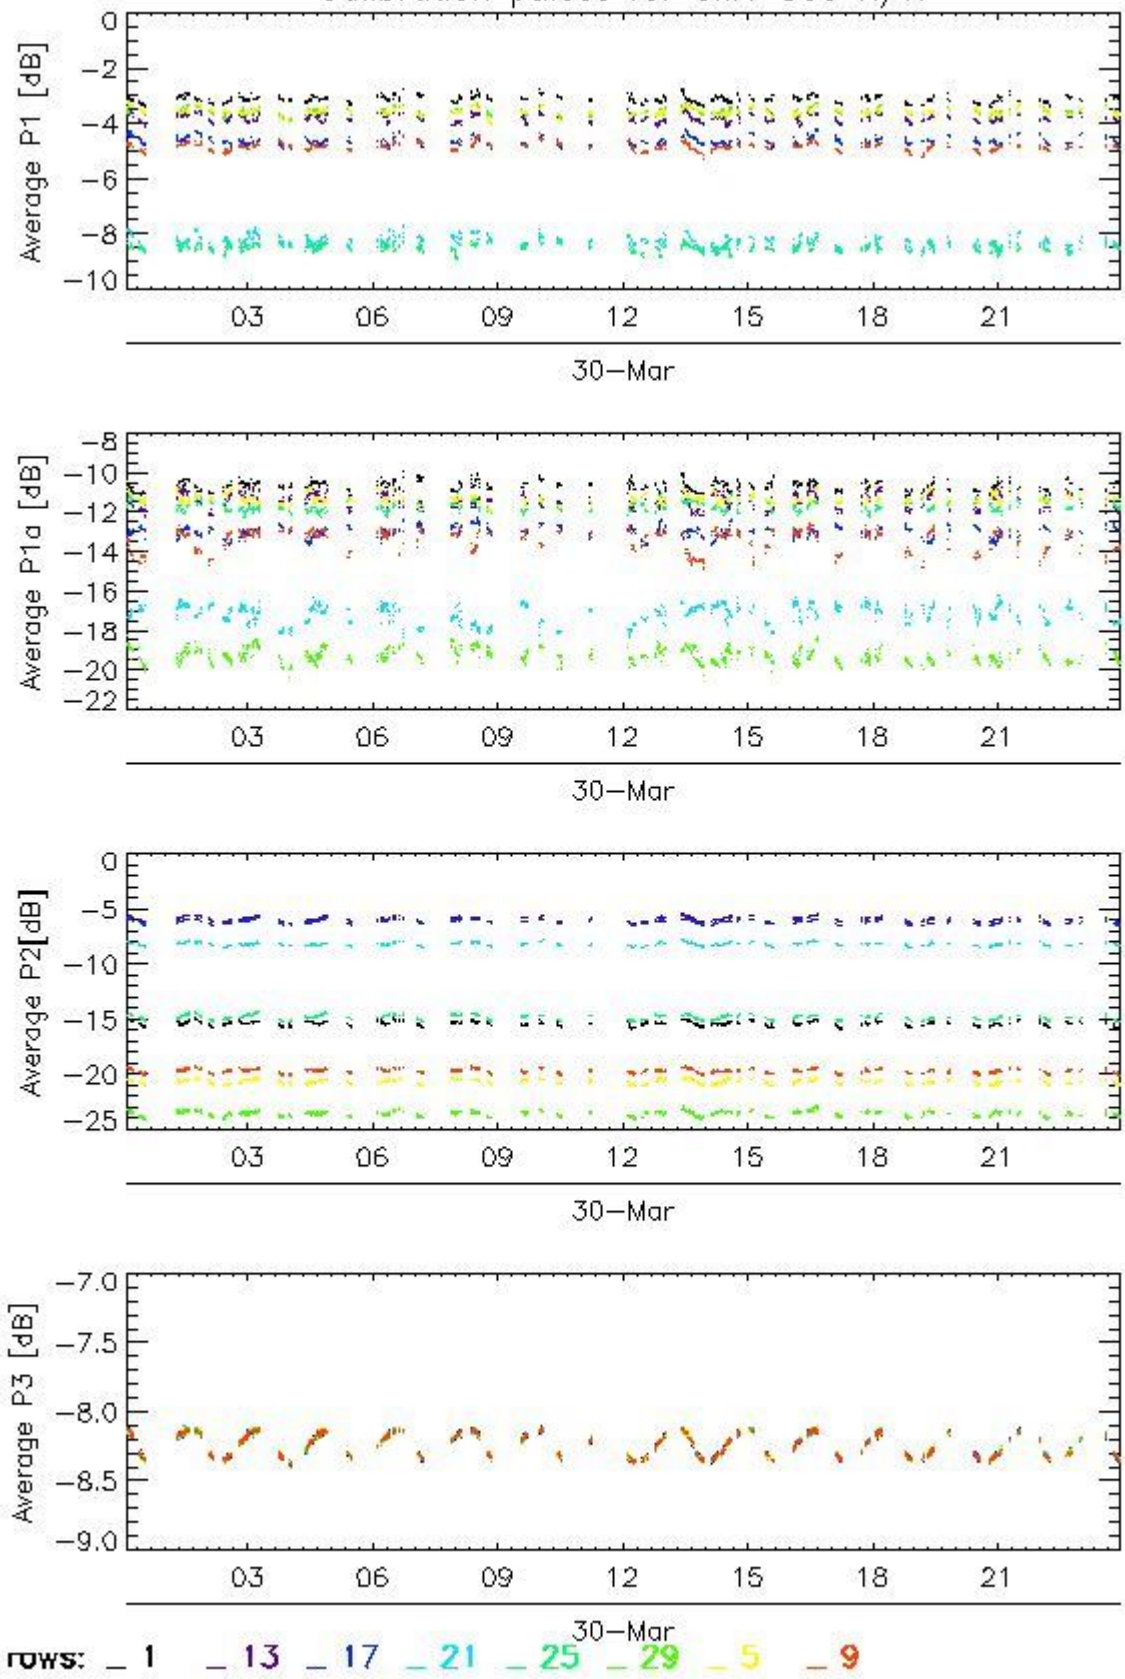 0
-2
-4
-6
-8
-10
Average P1 [dB]
03 06 09 12 15 18 21
30-Mar
-8
-10
-12
-14
-16
-18
-20
-22
Average P1a [dB]
03 06 09 12 15 18 21
30-Mar
0
-5
-10
-15
-20
-25
Average P2[dB]
03 06 09 12 15 18 21
30-Mar
-7.0
-7.5
-8.0
-8.5
-9.0
Average P3 [dB]
03 06 09 12 15 18 21
30-Mar
rows: _ 1 _ 13 _ 17 _ 21 _ 25 _ 29 _ 5 _ 9